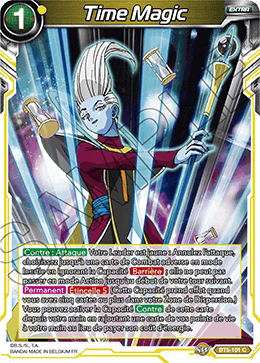 1
Time Magic
EXTRA
Contre : Attaque Votre Leader est Jaune : Annulez l'attaque,
choisissez jusqu'à une carte de Combat adverse en mode
Inertie en ignorant la Capacité Barrière : elle ne peut pas
passer en mode Action jusqu'au début de votre tour suivant.
Permanent Étincelle 5 (Cette Capacité prend effet quand
vous avez cinq cartes ou plus dans votre Zone de Dispersion.)
Vous pouvez activer la Capacité Contre de cette carte
depuis votre main en rajoutant une carte de vos points de vie
à votre main au lieu de payer son coût d'énergie.
©B.S./S., T.A.
BANDAI MADE IN BELGIUM FR
BT5-101 C